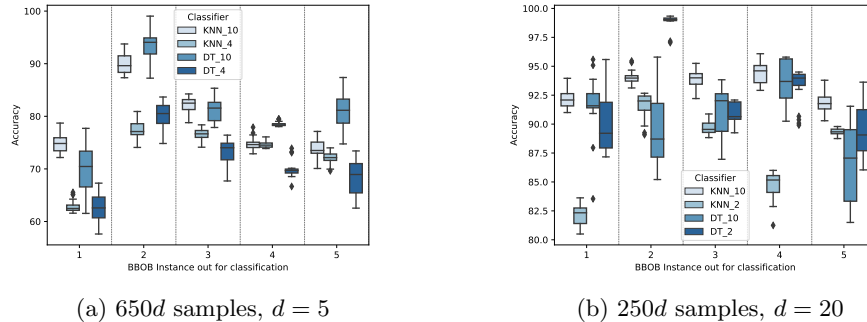 Classifier
KNN_10
KNN_4
DT_10
DT_4
100
90
80
70
60
Accuracy
1 2 3 4 5
BBOB Instance out for classification
(a) 650d samples, d = 5
100.0
97.5
95.0
92.5
90.0
87.5
85.0
82.5
80.0
Accuracy
Classifier
KNN_10
KNN_2
DT_10
DT_2
1 2 3 4 5
BBOB Instance out for classification
(b) 250d samples, d = 20